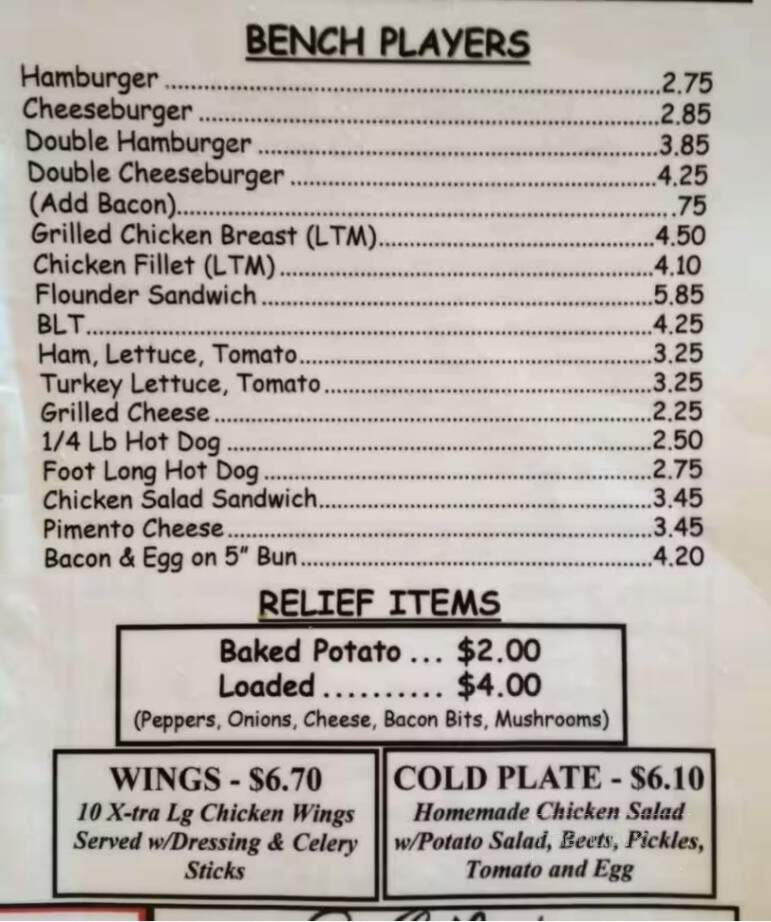 BENCH PLAYERS
Hamburger ........ 2.75
Cheeseburger ........ 2.85
Double Hamburger ........ 3.85
Double Cheeseburger ........ 4.25
(Add Bacon)........ .75
Grilled Chicken Breast (LTM)........ 4.50
Chicken Fillet (LTM) ........ 4.10
Flounder Sandwich ........ 5.85
BLT........ 4.25
Ham, Lettuce, Tomato........ 3.25
Turkey Lettuce, Tomato........ 3.25
Grilled Cheese ........ 2.25
1/4 Lb Hot Dog ........ 2.50
Foot Long Hot Dog ........ 2.75
Chicken Salad Sandwich........ 3.45
Pimento Cheese........ 3.45
Bacon & Egg on 5" Bun........ 4.20
RELIEF ITEMS
Baked Potato ... $2.00
Loaded .......... $4.00
(Peppers, Onions, Cheese, Bacon Bits, Mushrooms)
WINGS - $6.70
10 X-tra Lg Chicken Wings
Served w/Dressing & Celery
Sticks
COLD PLATE - $6.10
Homemade Chicken Salad
w/Potato Salad, Beets, Pickles,
Tomato and Egg